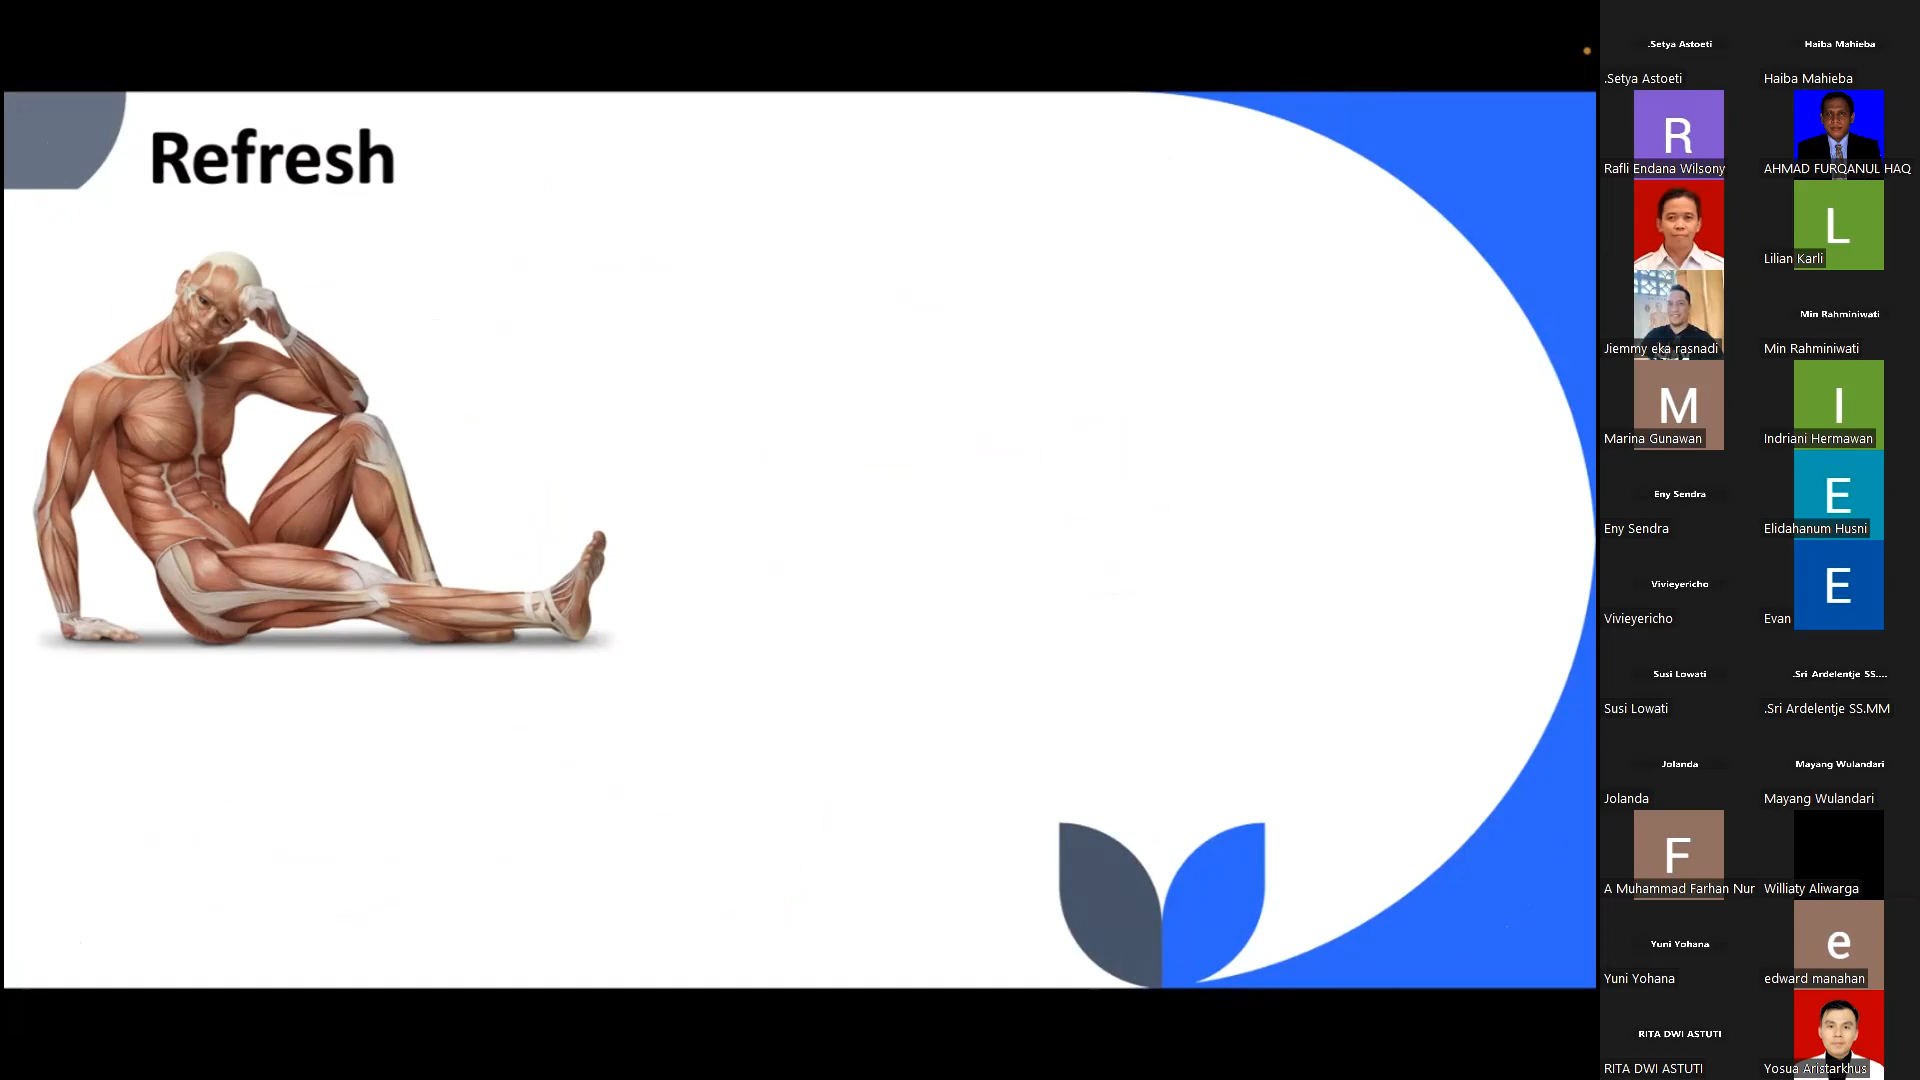 Refresh
.Setya Astoeti
Haiba Mahieba
.Setya Astoeti
Haiba Mahieba
R
Rafli Endana Wilsony
AHMAD FURQANUL HAQ
L
Lilian Karli
Min Rahminiwati
Jiemmy eka rasnadi
Min Rahminiwati
M
I
Marina Gunawan
Indriani Hermawan
Eny Sendra
E
Eny Sendra
Elidahanum Husni
Vivieyericho
E
Vivieyericho
Evan
Susi Lowati
.Sri Ardelentje SS....
Susi Lowati
.Sri Ardelentje SS.MM
Jolanda
Mayang Wulandari
Jolanda
Mayang Wulandari
F
A Muhammad Farhan Nur
Williaty Aliwarga
Yuni Yohana
e
Yuni Yohana
edward manahan
RITA DWI ASTUTI
RITA DWI ASTUTI
Yosua Aristarkhus